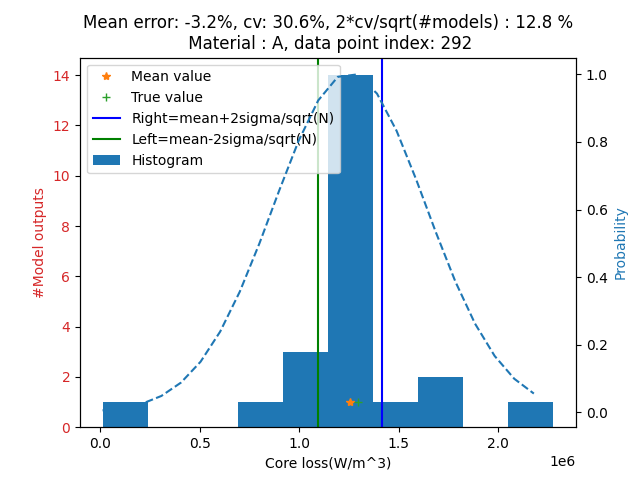 Mean error: -3.2%, cv: 30.6%, 2*cv/sqrt(#models) : 12.8 %
Material : A, data point index: 292
Mean value
True value
Right=mean+2sigma/sqrt(N)
Left=mean-2sigma/sqrt(N)
Histogram
14
12
10
8
6
4
2
0
#Model outputs
1.0
0.8
0.6
0.4
0.2
0.0
Probability
0.0 0.5 1.0 1.5 2.0
1e6
Core loss(W/m^3)